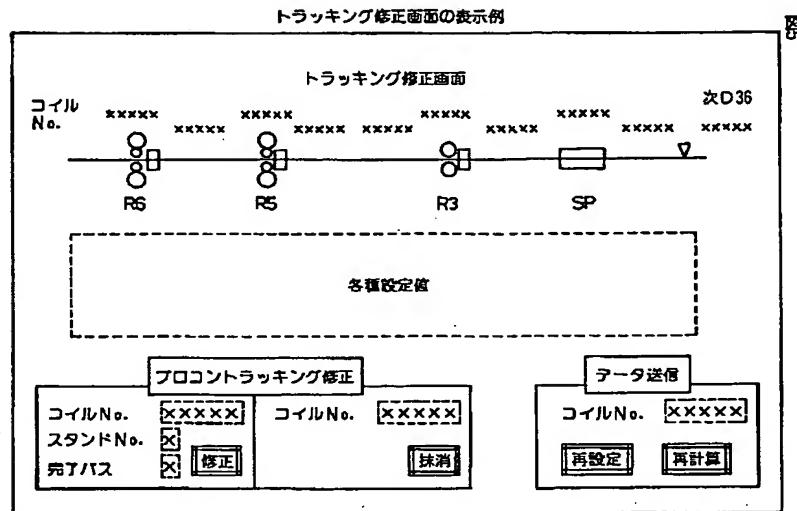 トラッキング修正画面の表示例
図5
トラッキング修正画面
コイル
No.
次D36
××××× ××××× ××××× ×××××
××××× ××××× ××××× ××××× ××××× ×××××
R6 R5 R3 SP
各種設定値
プロコントラッキング修正
コイルNo. ×××××
スタンドNo. ×
完了パス × 修正
コイルNo. ×××××
抹消
データ送信
コイルNo. ×××××
再設定 再計算